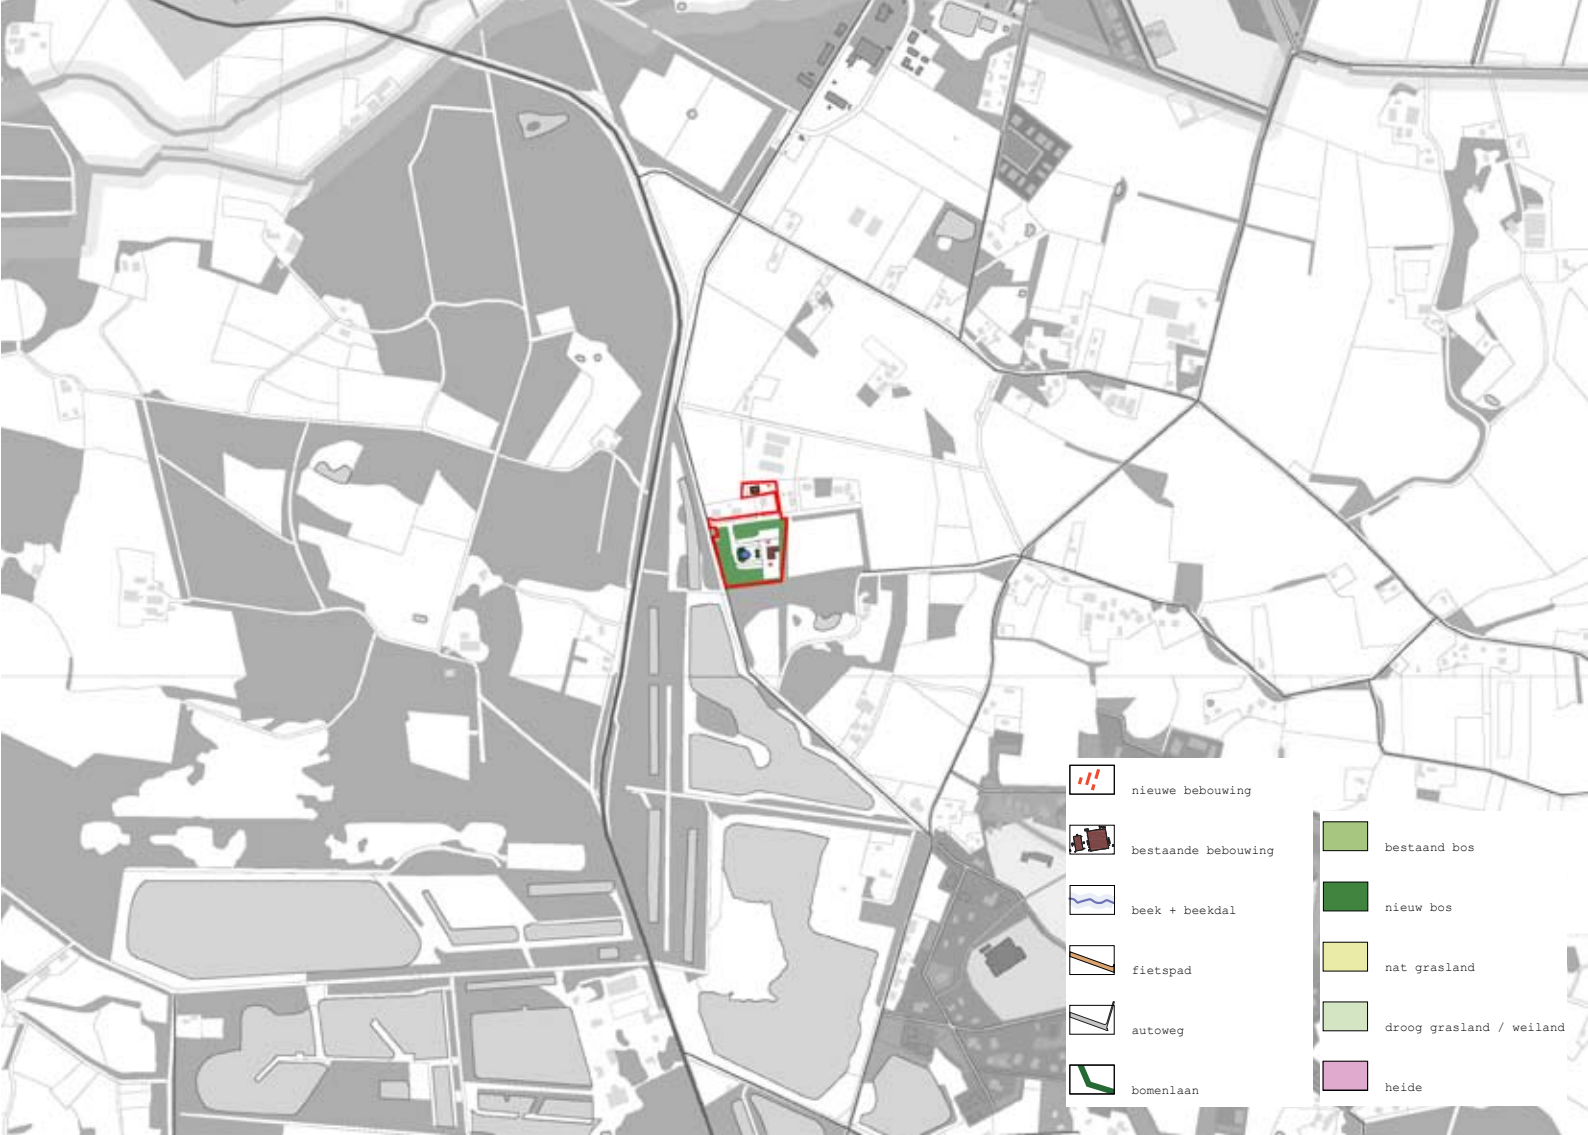 nieuwe bebouwing
bestaande bebouwing
beek + beekdal
fietspad
autoweg
bomenlaan
bestaand bos
nieuw bos
nat grasland
droog grasland / weiland
heide